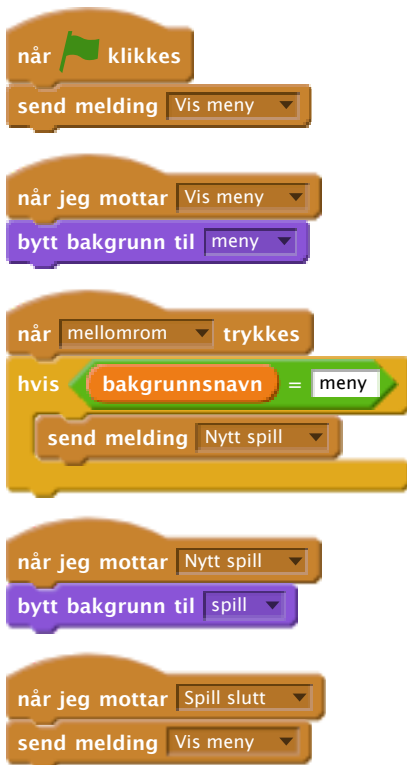 når klikkes
send melding Vis meny
når jeg mottar Vis meny
bytt bakgrunn til meny
når mellomrom trykkes
hvis bakgrunnsnavn = meny
send melding Nytt spill
når jeg mottar Nytt spill
bytt bakgrunn til spill
når jeg mottar Spill slutt
send melding Vis meny